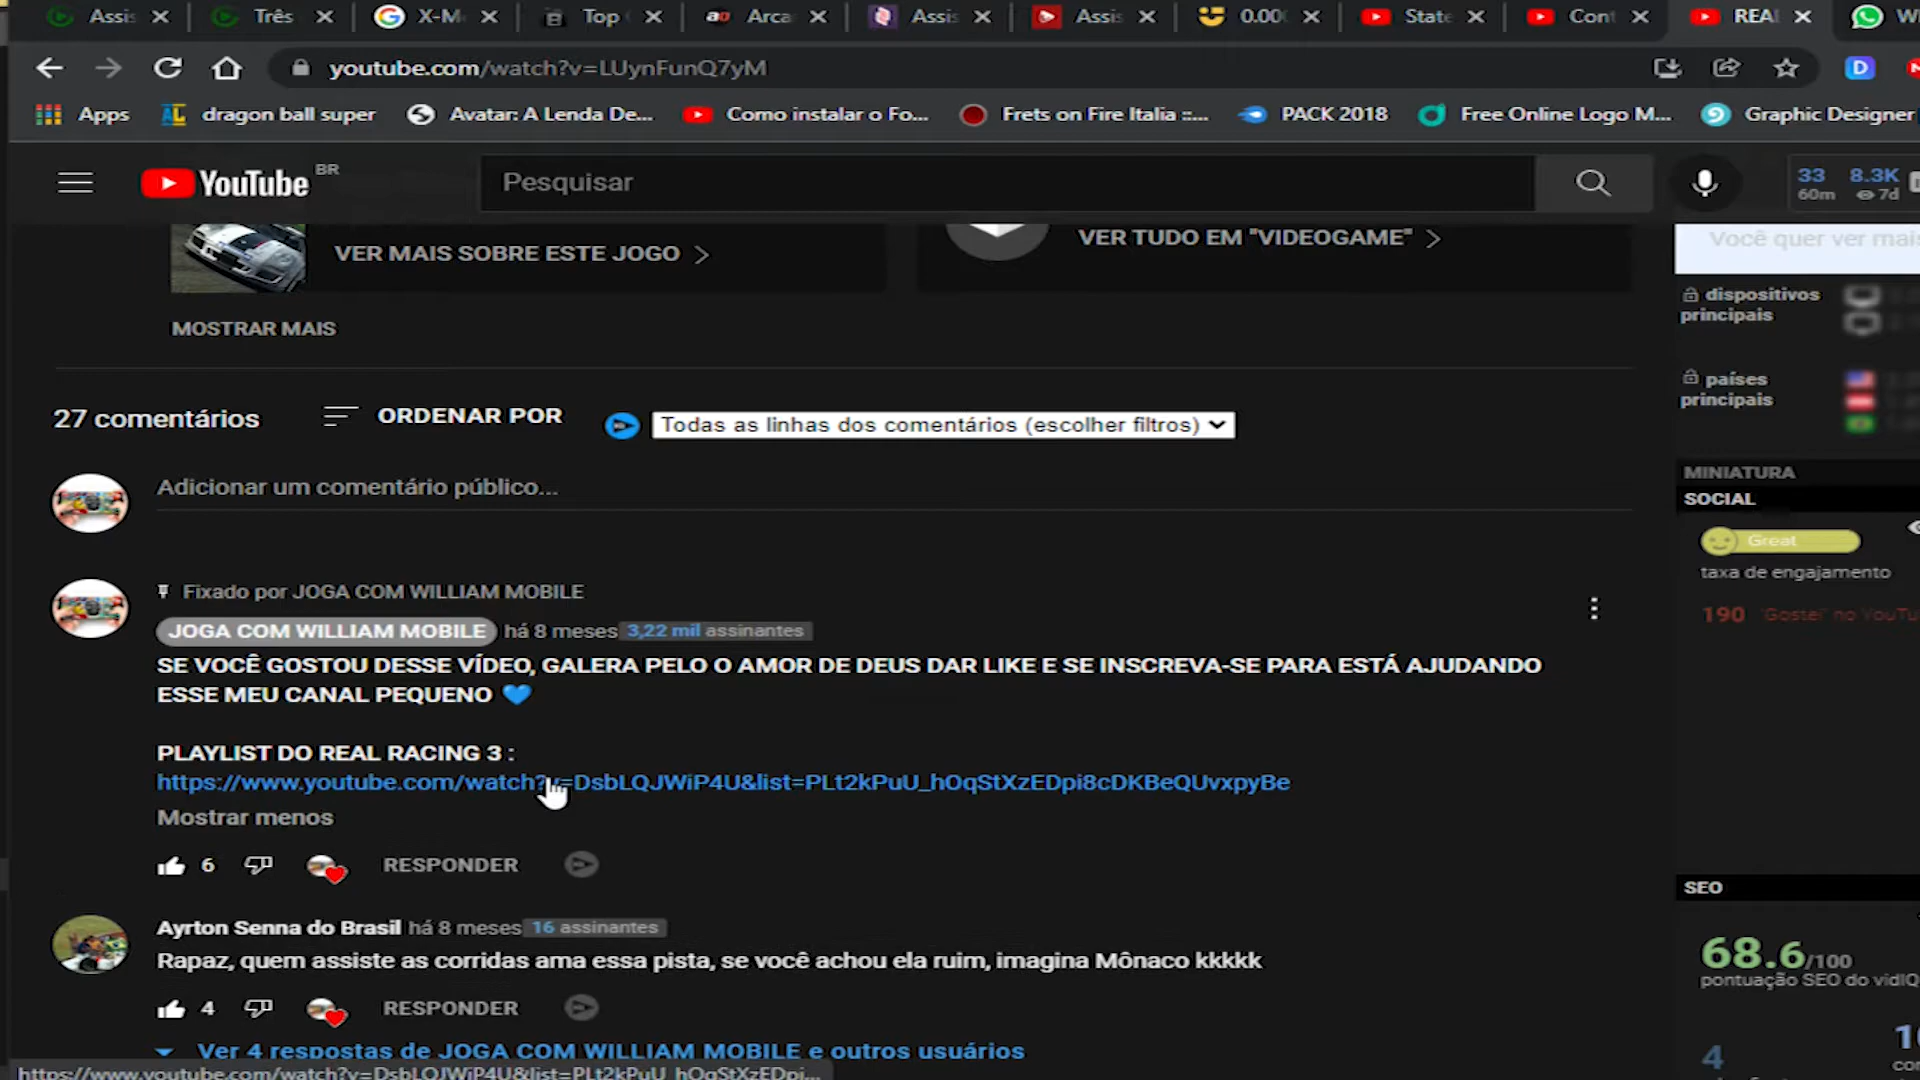 Assis
Três
X-M
Top
Arca
Assis
Assis
0.00
State
Cont
REA
youtube.com/watch?v=LUynFunQ7yM
Apps
dragon ball super
Avatar: A Lenda De...
Como instalar o Fo...
Frets on Fire Italia ::...
PACK 2018
Free Online Logo M...
Graphic Designer
YouTube BR
Pesquisar
33 8.3K
60m 7d
VER MAIS SOBRE ESTE JOGO
VER TUDO EM "VIDEOGAME"
Você quer ver mais
MOSTRAR MAIS
dispositivos
principais
países
principais
27 comentários
ORDENAR POR
Todas as linhas dos comentários (escolher filtros)
Adicionar um comentário público...
MINIATURA
SOCIAL
Great
taxa de engajamento
190 "Gostei" no YouTu
Fixado por JOGA COM WILLIAM MOBILE
JOGA COM WILLIAM MOBILE há 8 meses 3,22 mil assinantes
SE VOCÊ GOSTOU DESSE VÍDEO, GALERA PELO O AMOR DE DEUS DAR LIKE E SE INSCREVA-SE PARA ESTÁ AJUDANDO
ESSE MEU CANAL PEQUENO 💙
PLAYLIST DO REAL RACING 3 :
https://www.youtube.com/watch?v=DsbLQJWiP4U&list=PLt2kPuU_hOqStXzEDpi8cDKBeQUvxpyBe
Mostrar menos
6 RESPONDER
SEO
68.6/100
pontuação SEO do vidIQ
4
Ayrton Senna do Brasil há 8 meses 16 assinantes
Rapaz, quem assiste as corridas ama essa pista, se você achou ela ruim, imagina Mônaco kkkkk
4 RESPONDER
Ver 4 respostas de JOGA COM WILLIAM MOBILE e outros usuários
https://www.youtube.com/watch?v=DsbLQJWiP4U&list=PLt2kPuU_hOqStXzEDpi...